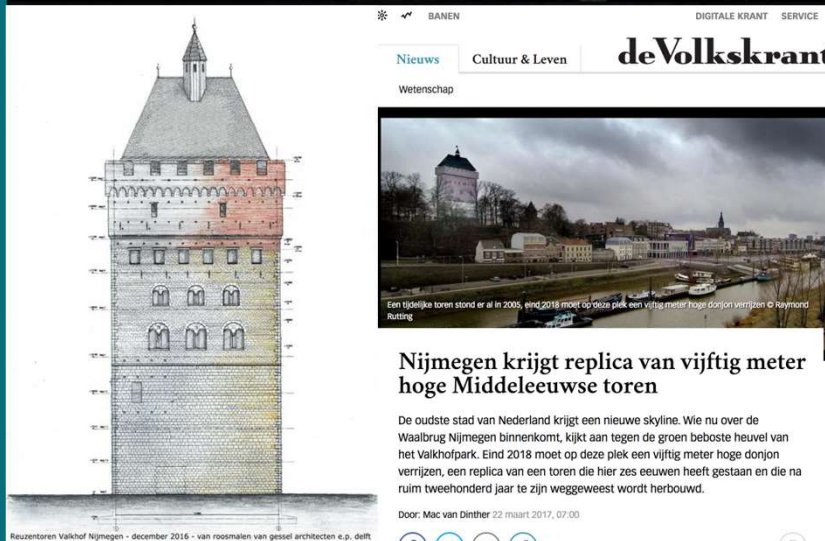 Reuzentoren Valkhof Nijmegen - december 2016 - van roosmalen van gessel architecten e.p. delft
BANEN
DIGITALE KRANT SERVICE
Nieuws
Cultuur & Leven
de Volkskrant
Wetenschap
Een tijdelijke toren stond er al in 2005, eind 2018 moet op deze plek een vijftig meter hoge donjon verrijzen © Raymond
Rutting
Nijmegen krijgt replica van vijftig meter
hoge Middeleeuwse toren
De oudste stad van Nederland krijgt een nieuwe skyline. Wie nu over de
Waalbrug Nijmegen binnenkomt, kijkt aan tegen de groen beboste heuvel van
het Valkhofpark. Eind 2018 moet op deze plek een vijftig meter hoge donjon
verrijzen, een replica van een toren die hier zes eeuwen heeft gestaan en die na
ruim tweehonderd jaar te zijn weggeweest wordt herbouwd.
Door: Mac van Dinther 22 maart 2017, 07:00